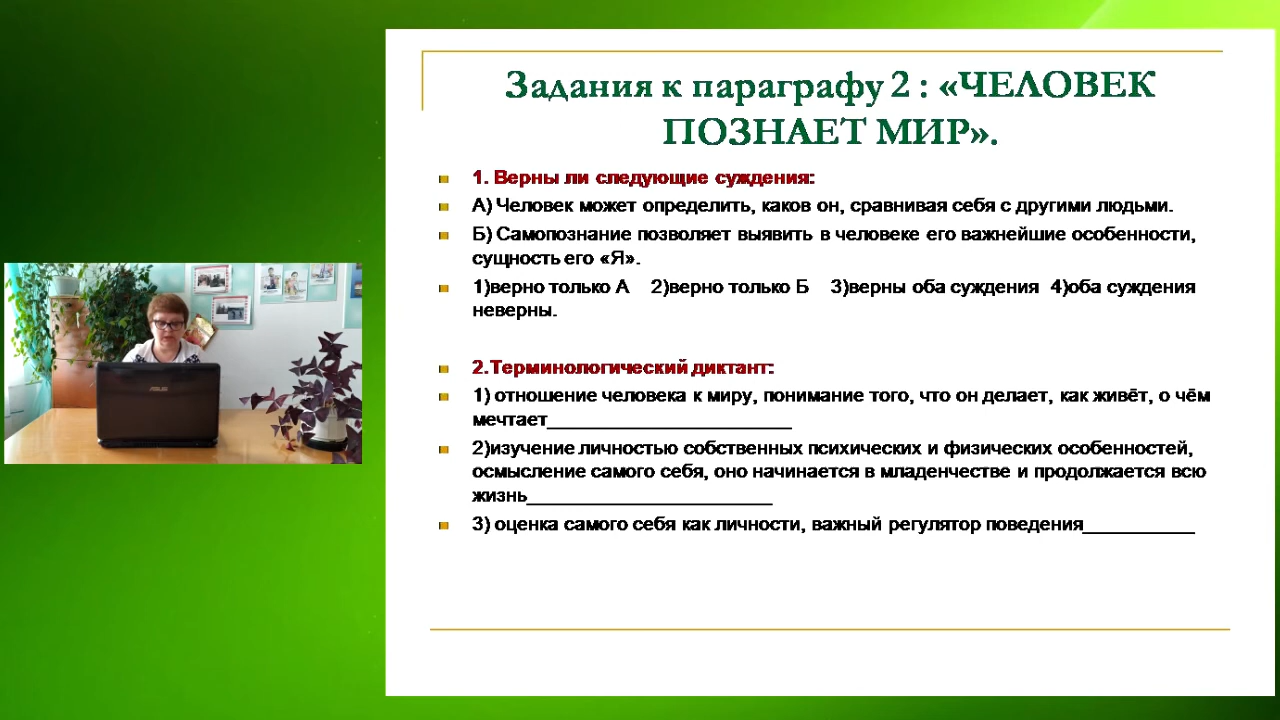 Задания к параграфу 2 : «ЧЕЛОВЕК
ПОЗНАЕТ МИР».
1. Верны ли следующие суждения:
А) Человек может определить, каков он, сравнивая себя с другими людьми.
Б) Самопознание позволяет выявить в человеке его важнейшие особенности,
сущность его «Я».
1)верно только А 2)верно только Б 3)верны оба суждения 4)оба суждения
неверны.
2.Терминологический диктант:
1) отношение человека к миру, понимание того, что он делает, как живёт, о чём
мечтает______________________
2)изучение личностью собственных психических и физических особенностей,
осмысление самого себя, оно начинается в младенчестве и продолжается всю
жизнь______________________
3) оценка самого себя как личности, важный регулятор поведения__________
ASUS